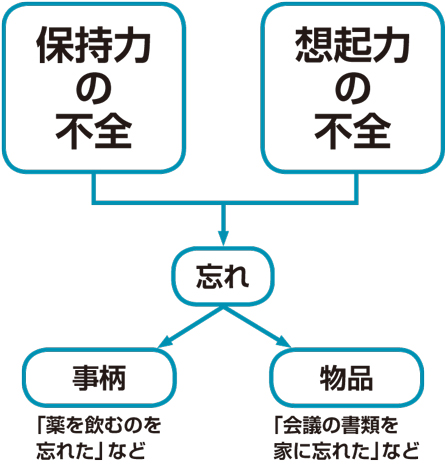 保持力
の
不全
想起力
の
不全
忘れ
事柄
物品
「薬を飲むのを
忘れた」など
「会議の書類を
家に忘れた」など